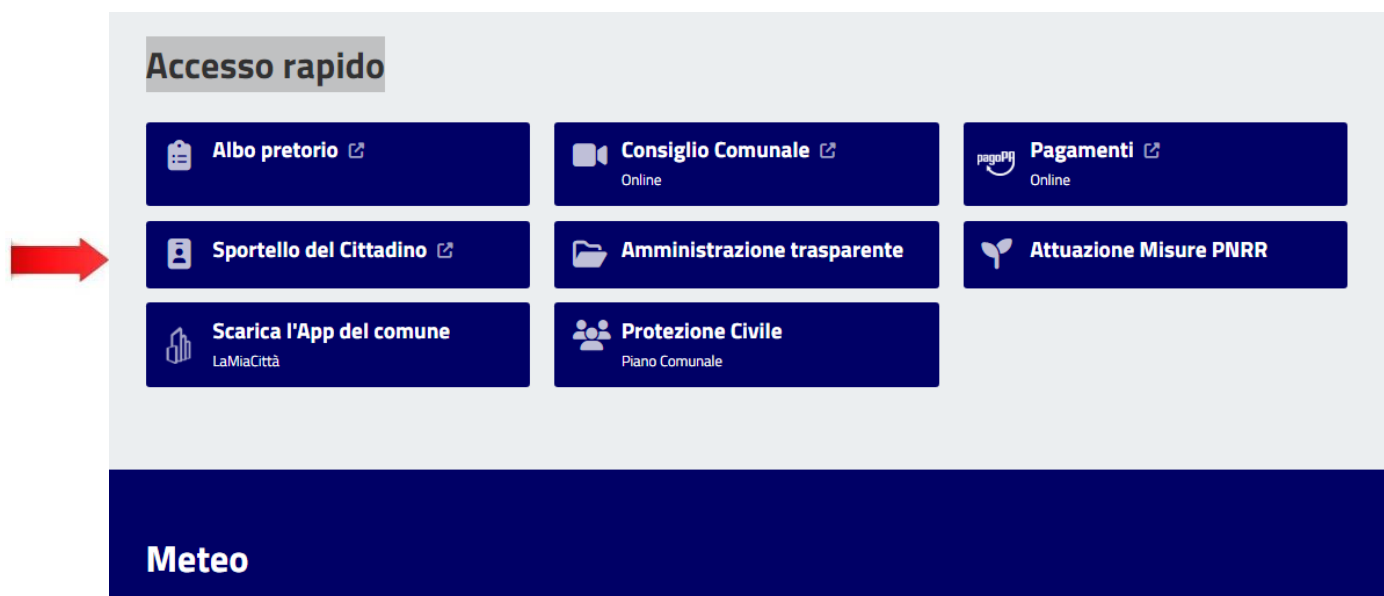 Accesso rapido
Albo pretorio
Consiglio Comunale
Online
pagoPA
Pagamenti
Online
Sportello del Cittadino
Amministrazione trasparente
Attuazione Misure PNRR
Scarica l'App del comune
LaMiaCittà
Protezione Civile
Piano Comunale
Meteo